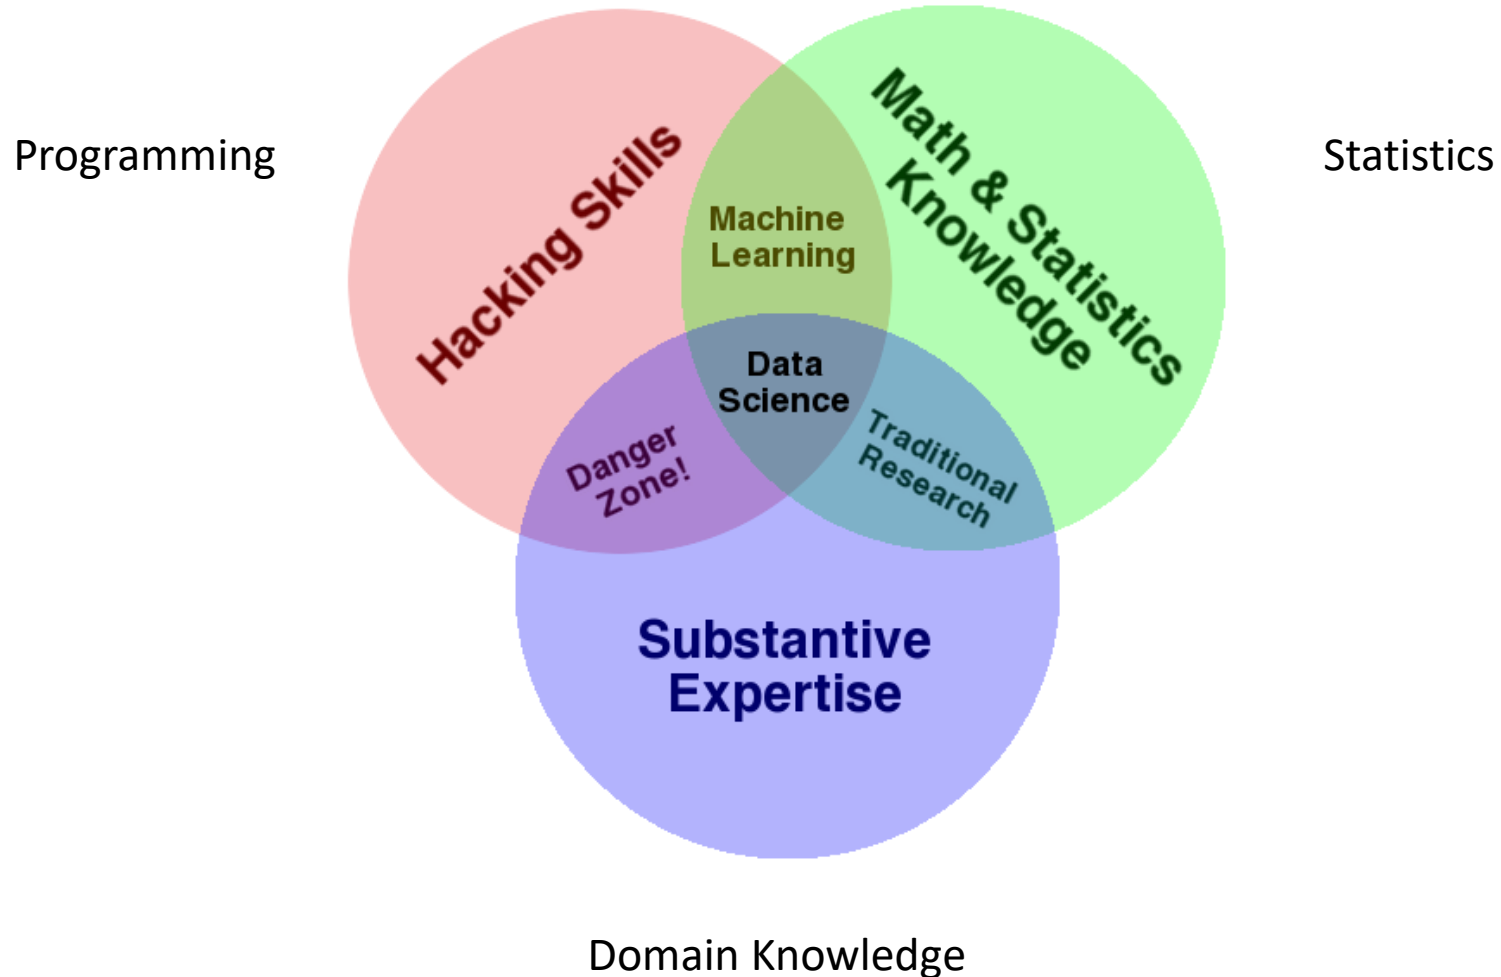 Programming
Statistics
Hacking Skills
Math & Statistics
Knowledge
Machine
Learning
Data
Science
Danger
Zone!
Traditional
Research
Substantive
Expertise
Domain Knowledge